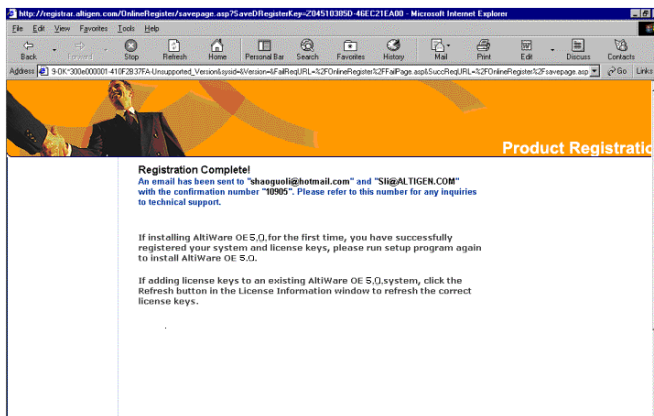 http://registrar.altigen.com/OnlineRegister/savepage.asp?SaveDRegisterKey=Z04510385D-46EC21EA00 - Microsoft Internet Explorer
File Edit View Favorites Tools Help
Back Forward Stop Refresh Home Personal Bar Search Favorites History Mail Print Edit Discuss Contacts
Address Go Links
Product Registratio
Registration Complete!
An email has been sent to "shaoguoli@hotmail.com" and "Sli@ALTIGEN.COM"
with the confirmation number "10905". Please refer to this number for any inquiries
to technical support.
If installing AltiWare OE 5.0,for the first time, you have successfully
registered your system and license keys, please run setup program again
to install AltiWare OE 5.0.
If adding license keys to an existing AltiWare OE 5.0,system, click the
Refresh button in the License Information window to refresh the correct
license keys.